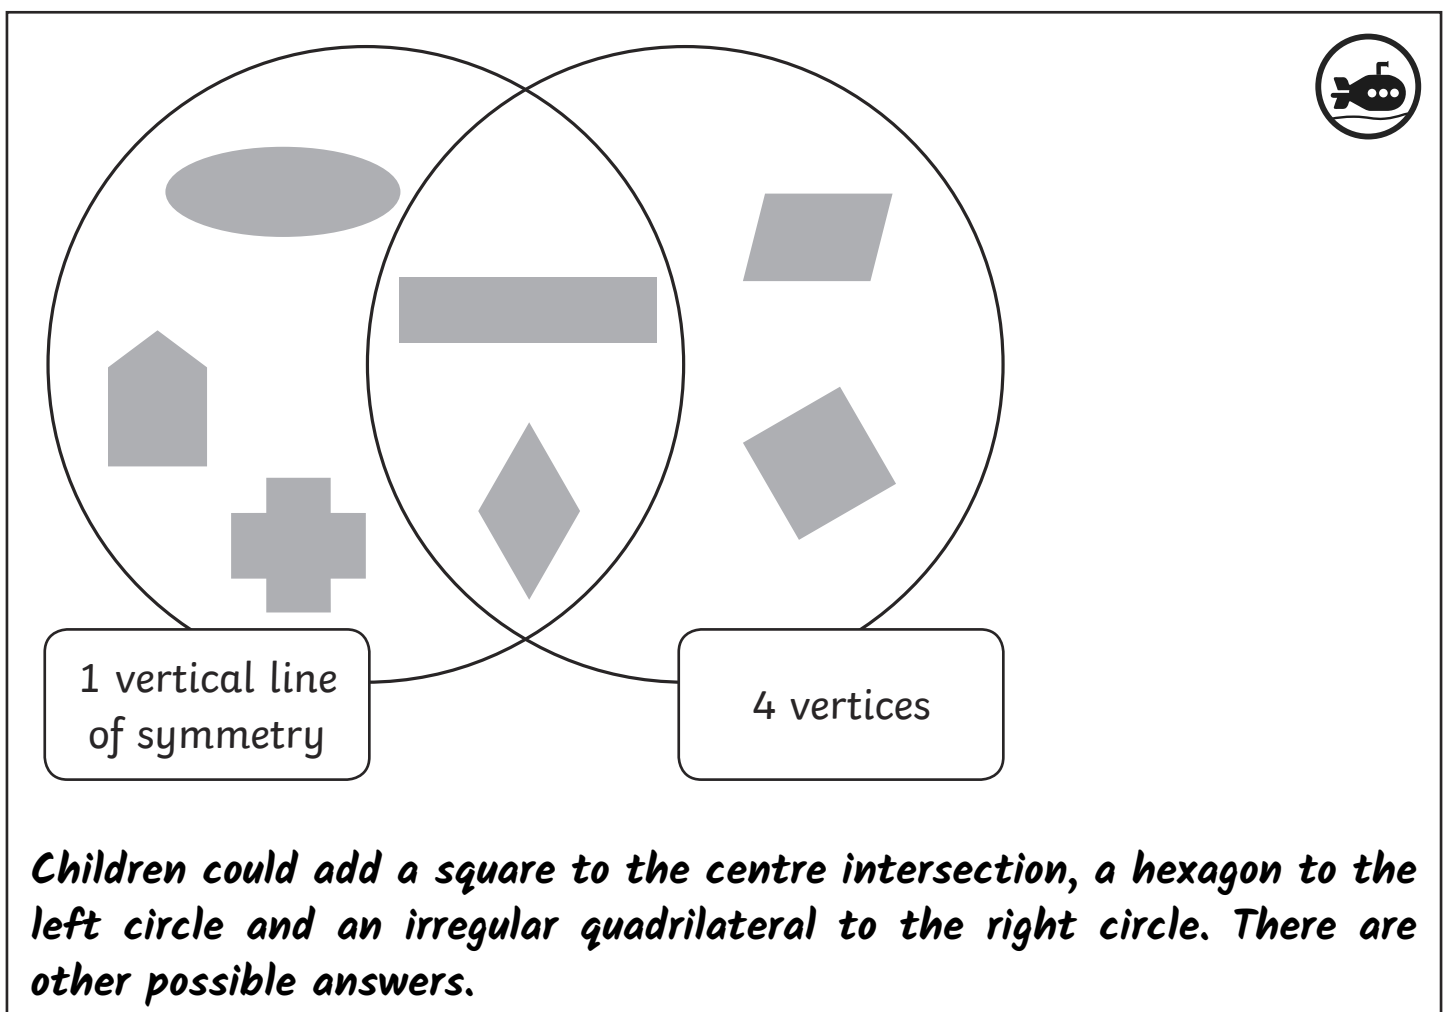 1 vertical line
of symmetry
4 vertices
Children could add a square to the centre intersection, a hexagon to the
left circle and an irregular quadrilateral to the right circle. There are
other possible answers.